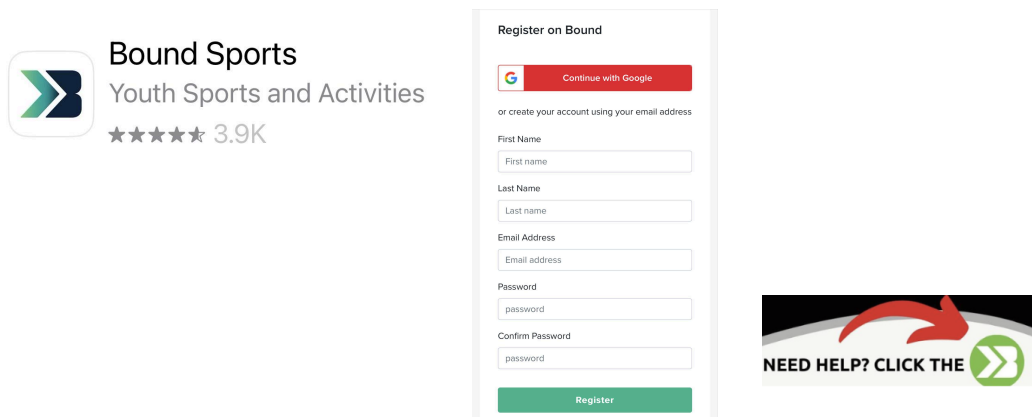 Bound Sports
Youth Sports and Activities
3.9K
Register on Bound
Continue with Google
or create your account using your email address
First Name
First name
Last Name
Last name
Email Address
Email address
Password
password
Confirm Password
password
Register
NEED HELP? CLICK THE